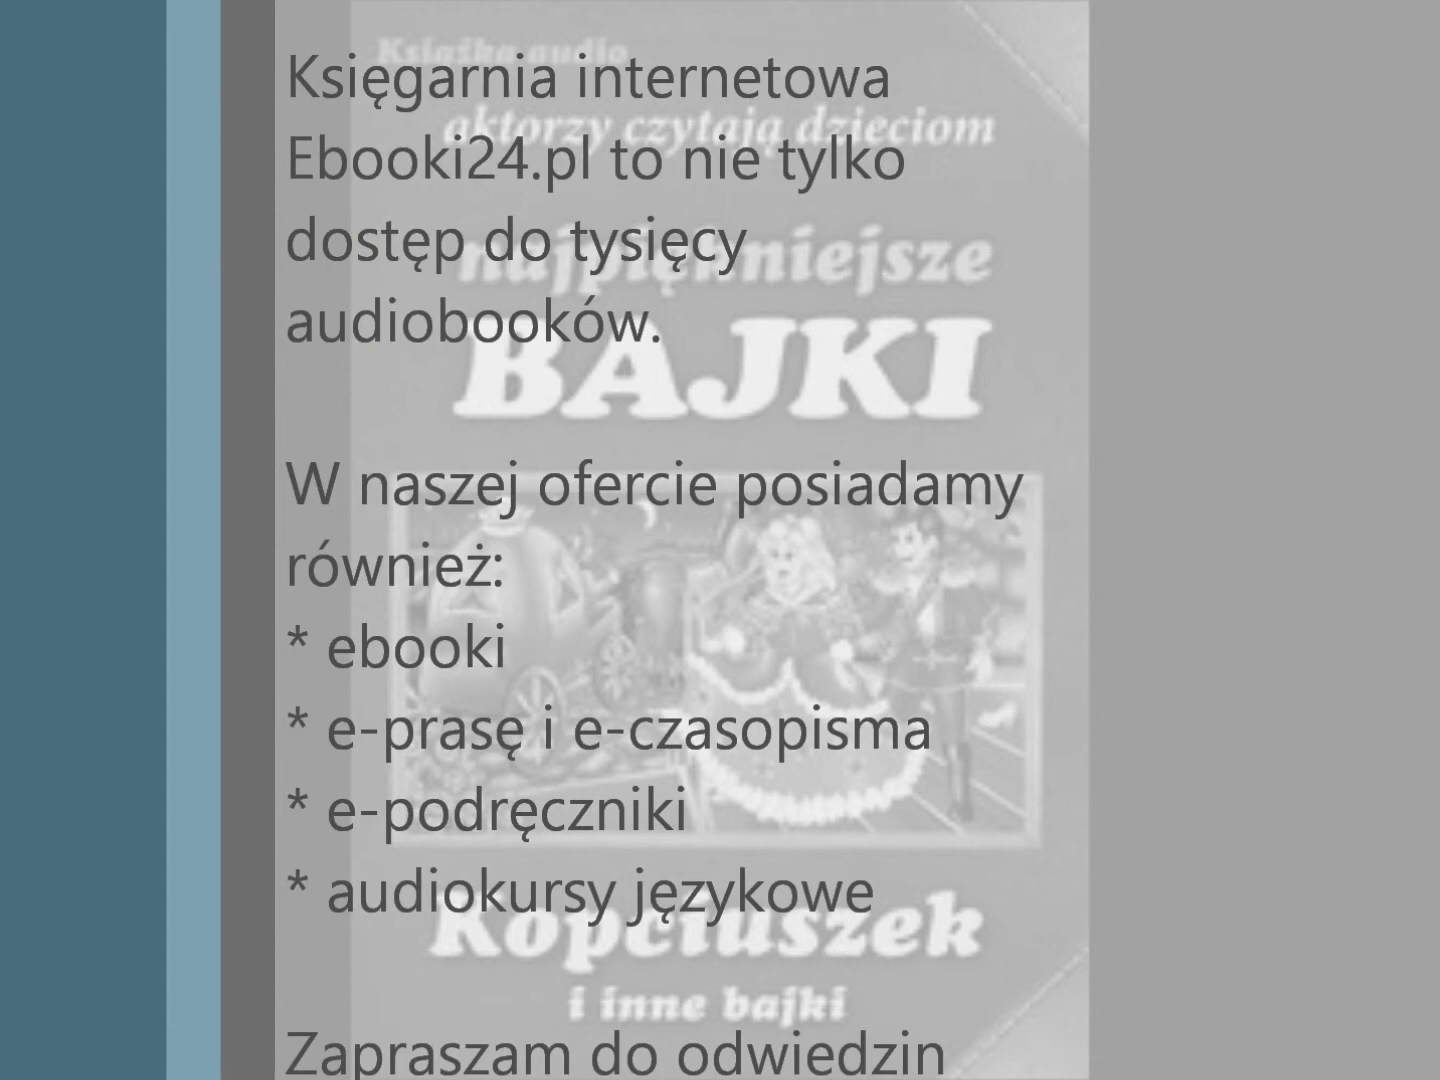 Książka audio
Księgarnia internetowa
aktorzy czytają dzieciom
Ebooki24.pl to nie tylko
najpiękniejsze
dostęp do tysięcy
audiobooków.
BAJKI
W naszej ofercie posiadamy
również:
* ebooki
* e-prasę i e-czasopisma
* e-podręczniki
* audiokursy językowe
Kopciuszek
i inne bajki
Zapraszam do odwiedzin